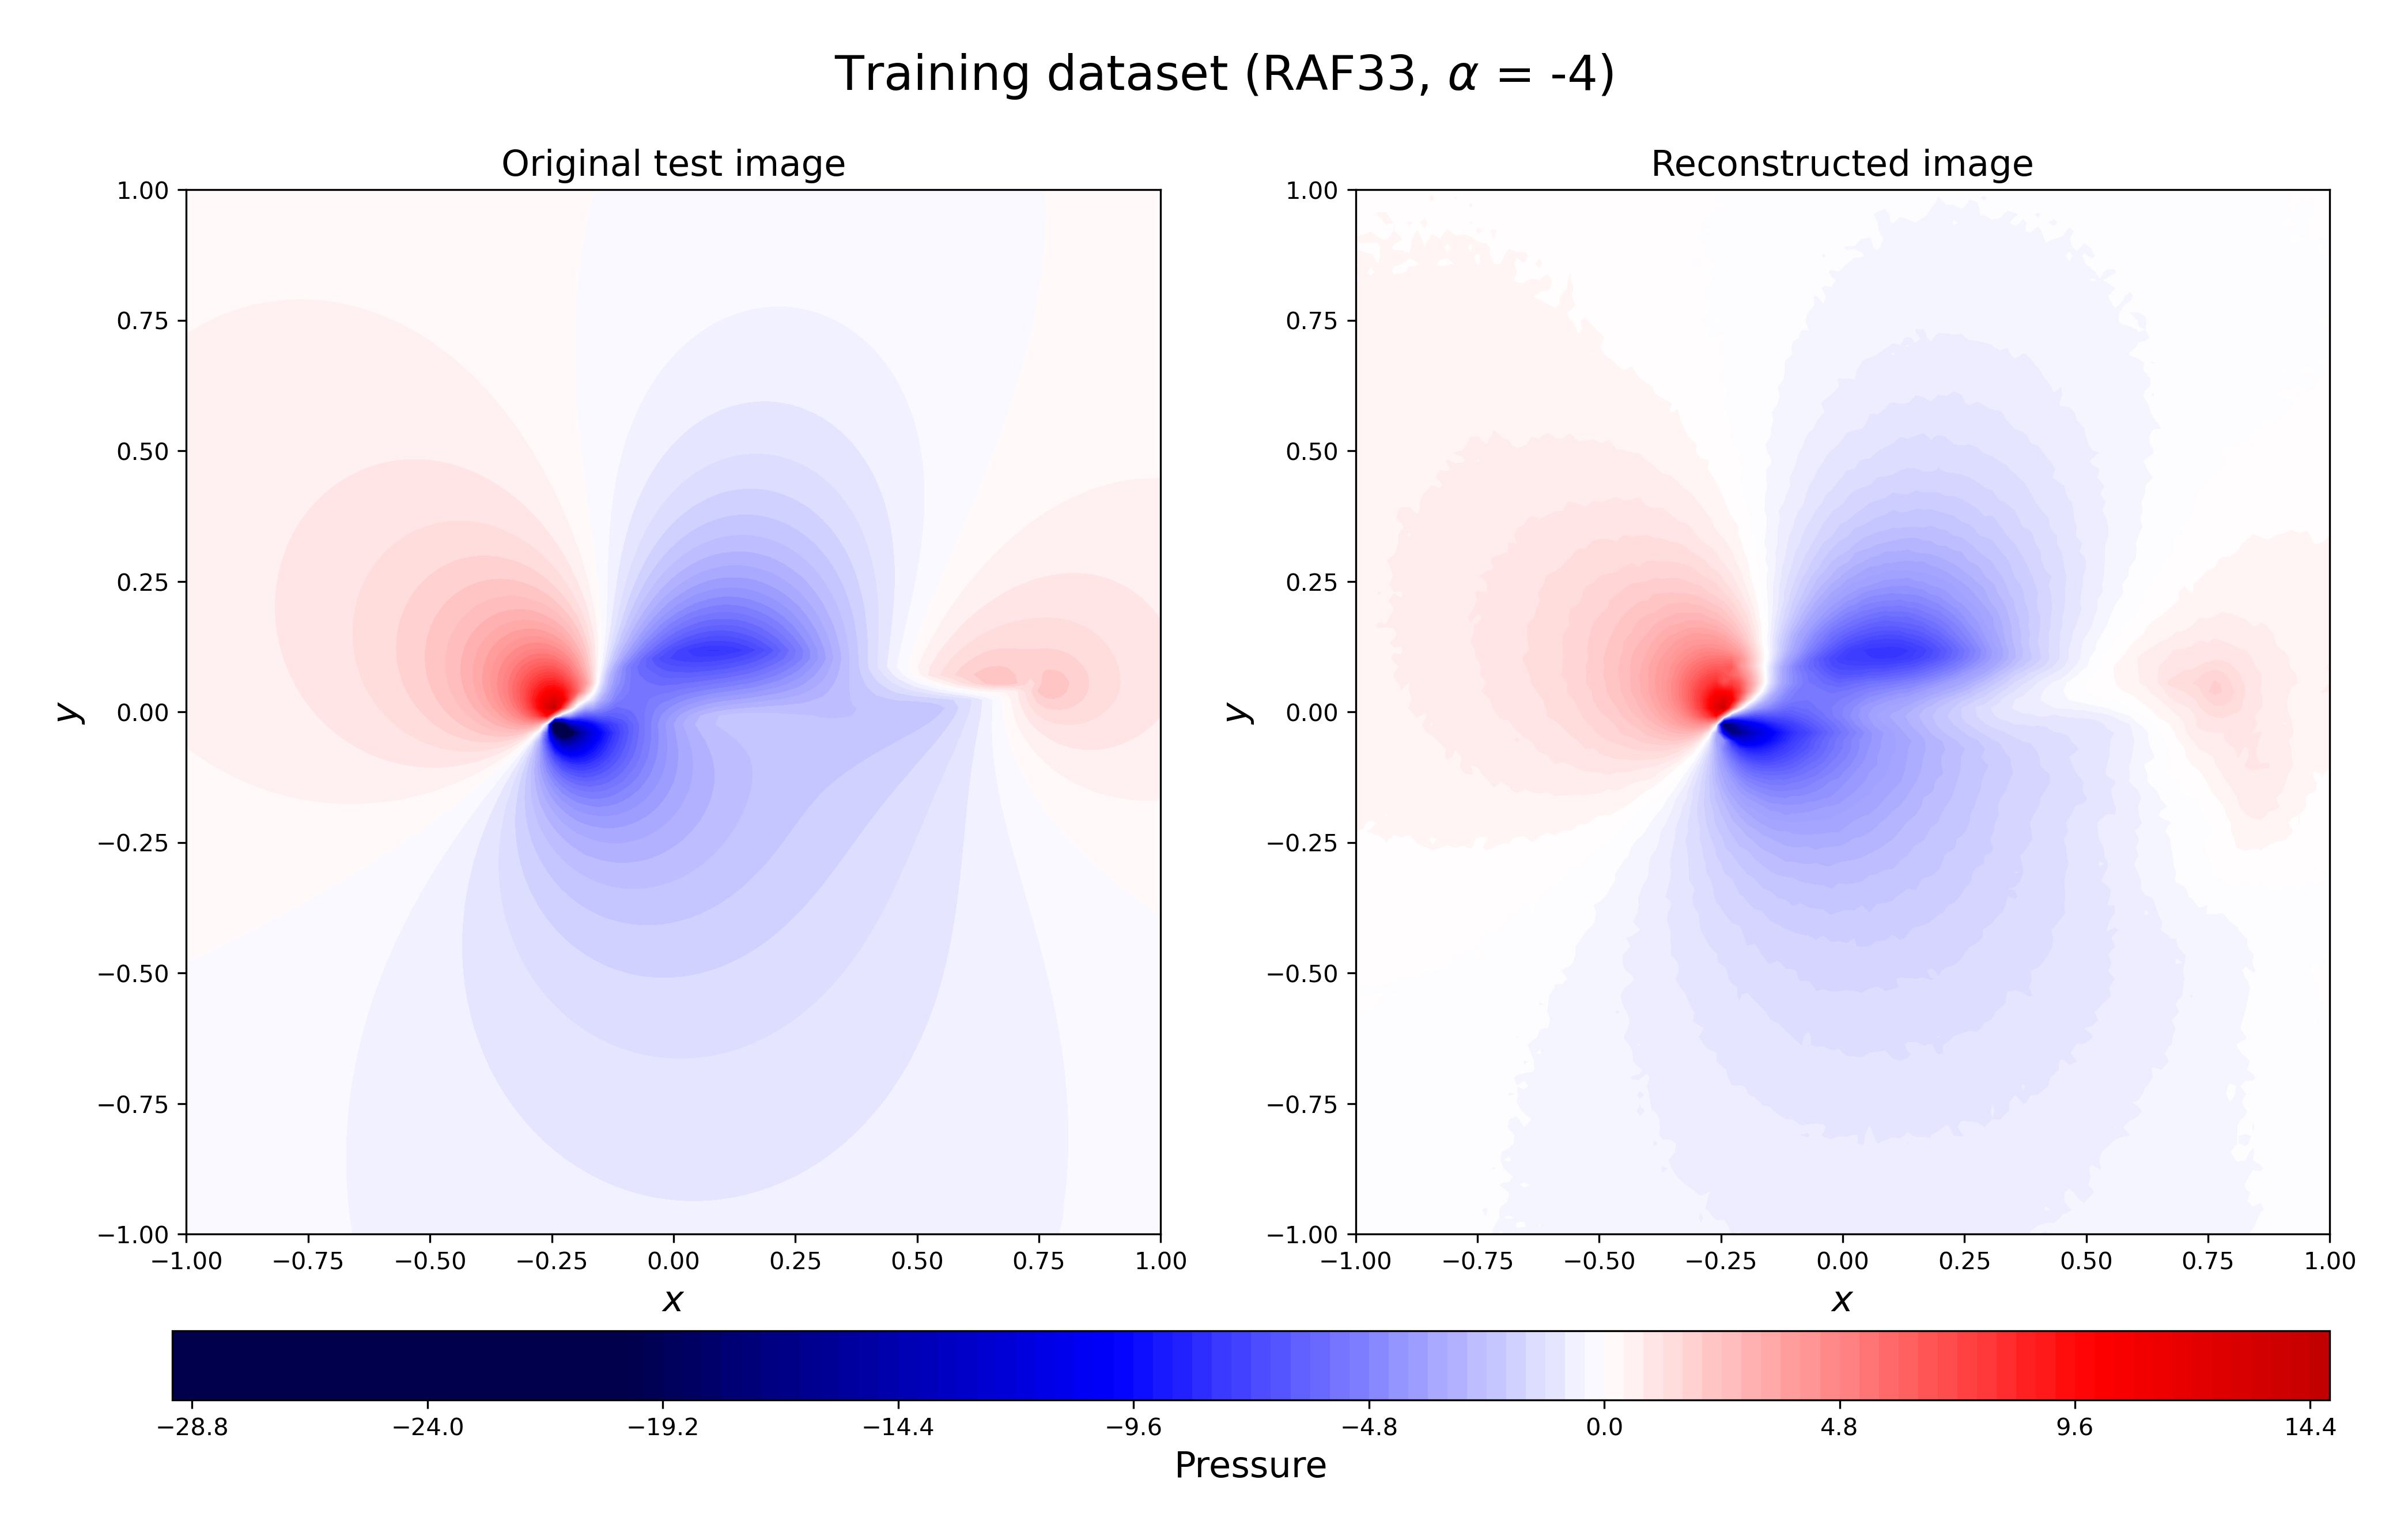 Training dataset (RAF33, α = -4)
Original test image
Reconstructed image
1.00
0.75
0.50
0.25
0.00
−0.25
−0.50
−0.75
−1.00
y
−1.00 −0.75 −0.50 −0.25 0.00 0.25 0.50 0.75 1.00
x
1.00
0.75
0.50
0.25
0.00
−0.25
−0.50
−0.75
−1.00
y
−1.00 −0.75 −0.50 −0.25 0.00 0.25 0.50 0.75 1.00
x
−28.8 −24.0 −19.2 −14.4 −9.6 −4.8 0.0 4.8 9.6 14.4
Pressure